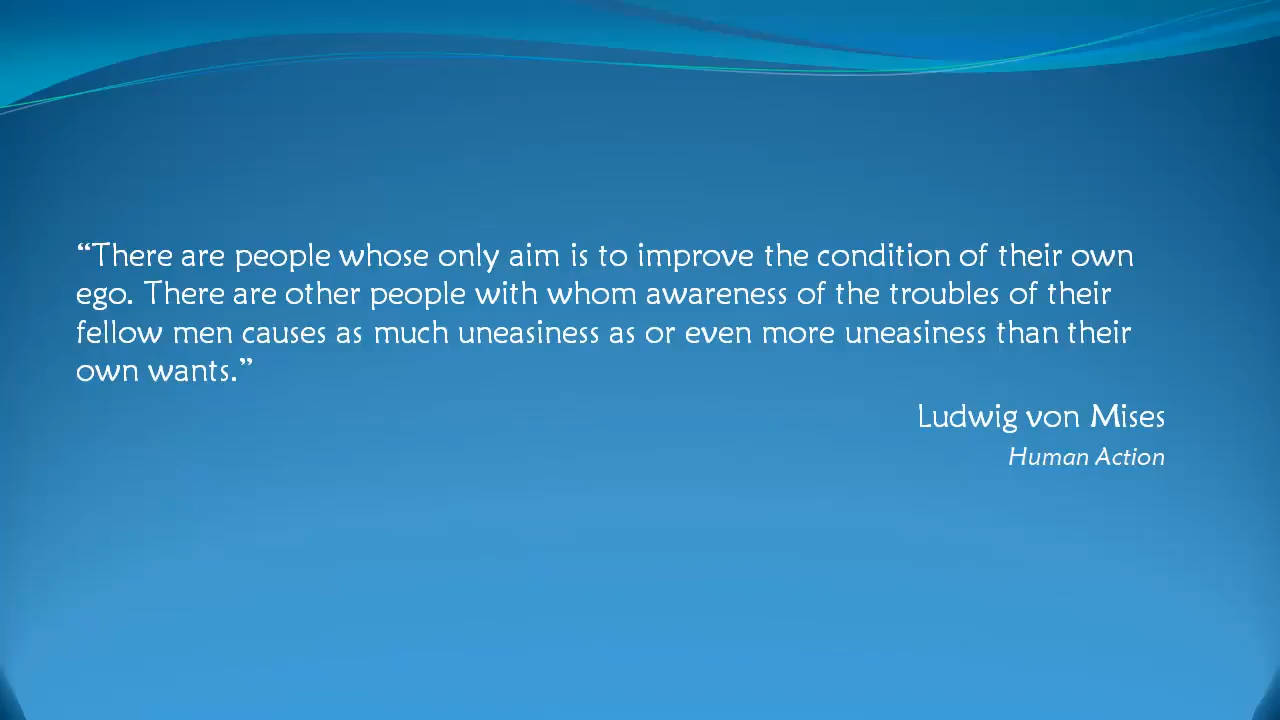 “There are people whose only aim is to improve the condition of their own
ego. There are other people with whom awareness of the troubles of their
fellow men causes as much uneasiness as or even more uneasiness than their
own wants.”
Ludwig von Mises
Human Action